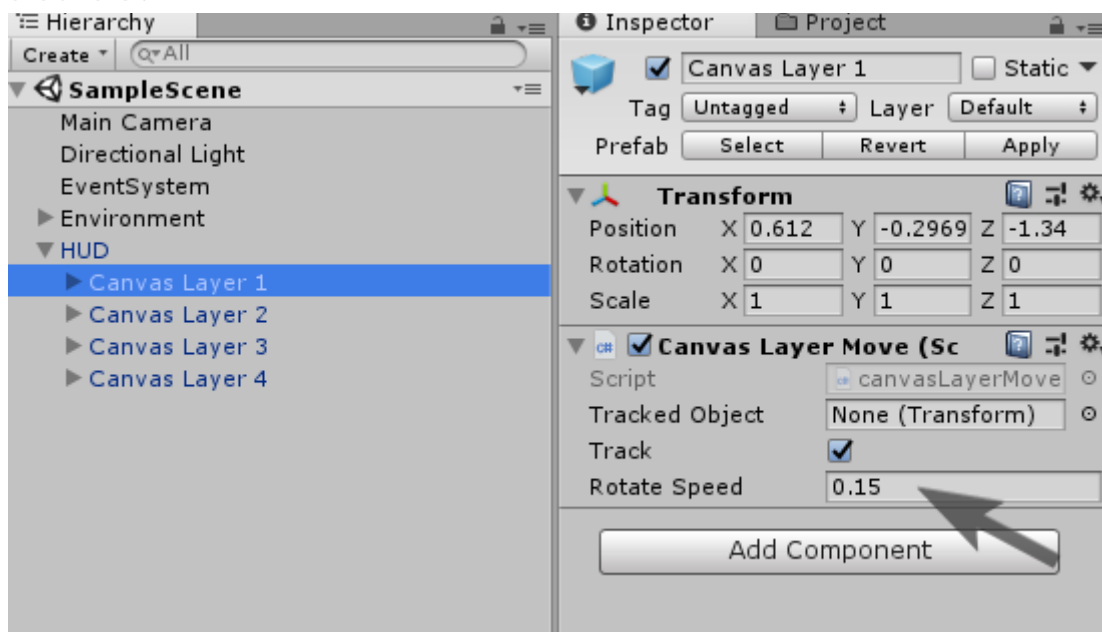 Hierarchy
Create
All
SampleScene
Main Camera
Directional Light
EventSystem
Environment
HUD
Canvas Layer 1
Canvas Layer 2
Canvas Layer 3
Canvas Layer 4
Inspector Project
Canvas Layer 1 Static
Tag Untagged Layer Default
Prefab Select Revert Apply
Transform
Position X 0.612 Y -0.2969 Z -1.34
Rotation X 0 Y 0 Z 0
Scale X 1 Y 1 Z 1
C# Canvas Layer Move (Sc
Script canvasLayerMove
Tracked Object None (Transform)
Track
Rotate Speed 0.15
Add Component